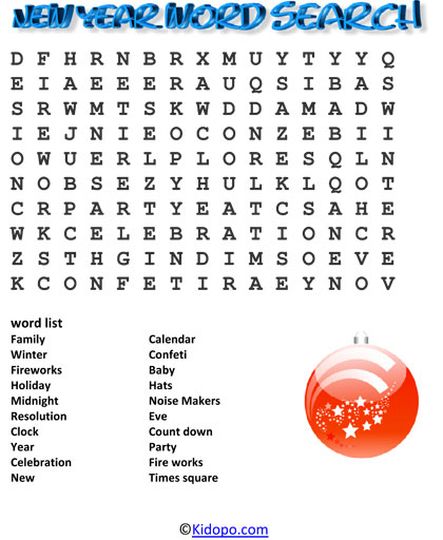 NEW YEAR WORD SEARCH
D F H R N B R X M U Y T Y Y Q
E I A E E E R A U Q S I B A S
S R W M T S K W D D A M A D W
I E J N I E O C O N Z E B I I
O W U E R L P L O R E S Q L N
N O B S E Z Y H U L K L Q O T
C R P A R T Y E A T C S A H E
W K C E L E B R A T I O N C R
Z S T H G I N D I M S O E V E
K C O N F E T I R A E Y N O V
word list
Family Calendar
Winter Confeti
Fireworks Baby
Holiday Hats
Midnight Noise Makers
Resolution Eve
Clock Count down
Year Party
Celebration Fire works
New Times square
©Kidopo.com